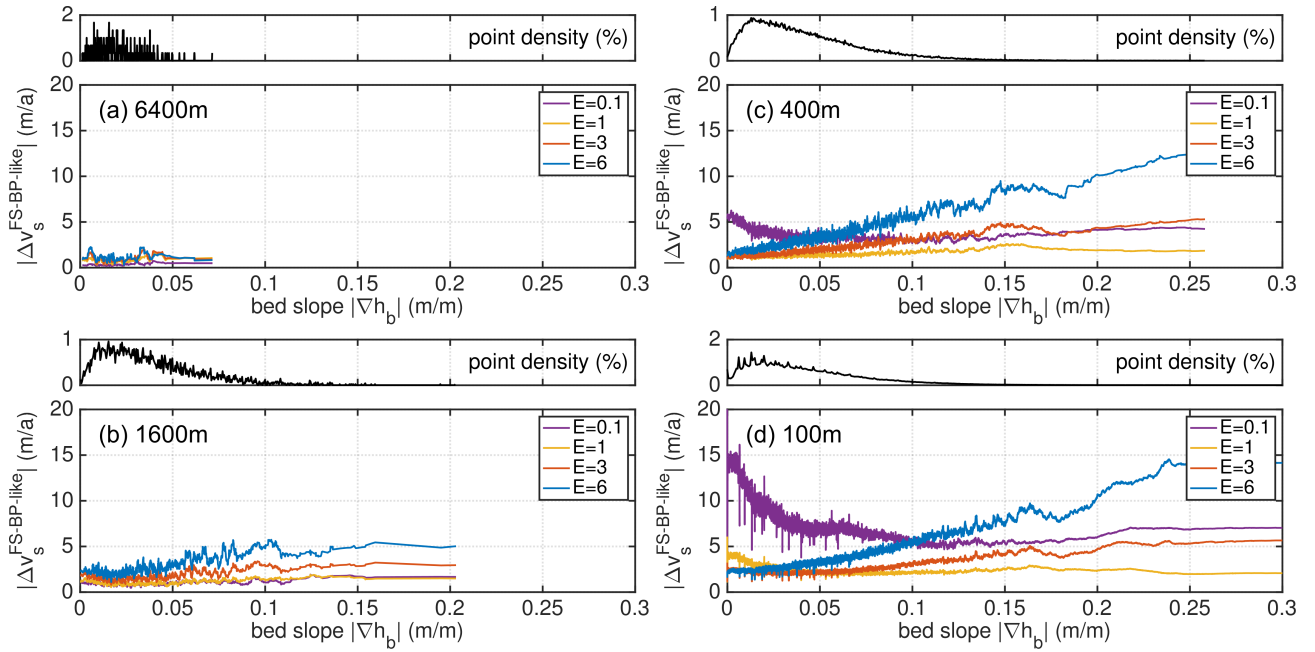 2
0
point density (%)
20
15
10
5
0
(a) 6400m
E=0.1
E=1
E=3
E=6
|Δv_s^FS-BP-like| (m/a)
0 0.05 0.1 0.15 0.2 0.25 0.3
bed slope |∇h_b| (m/m)
1
0
point density (%)
20
15
10
5
0
(b) 1600m
E=0.1
E=1
E=3
E=6
|Δv_s^FS-BP-like| (m/a)
0 0.05 0.1 0.15 0.2 0.25 0.3
bed slope |∇h_b| (m/m)
1
0
point density (%)
20
15
10
5
0
(c) 400m
E=0.1
E=1
E=3
E=6
|Δv_s^FS-BP-like| (m/a)
0 0.05 0.1 0.15 0.2 0.25 0.3
bed slope |∇h_b| (m/m)
2
0
point density (%)
20
15
10
5
0
(d) 100m
E=0.1
E=1
E=3
E=6
|Δv_s^FS-BP-like| (m/a)
0 0.05 0.1 0.15 0.2 0.25 0.3
bed slope |∇h_b| (m/m)